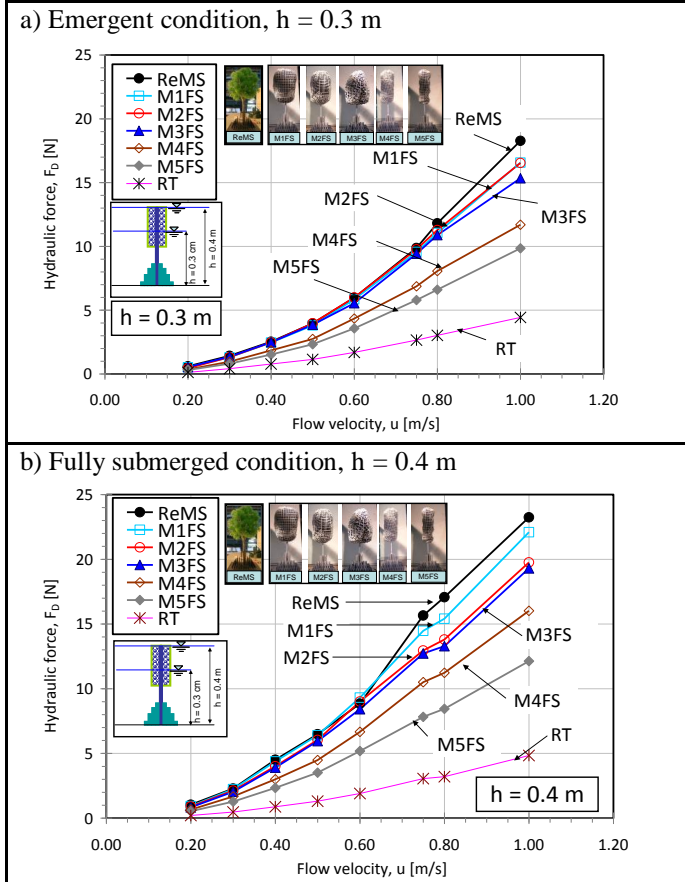 a) Emergent condition, h = 0.3 m
25
20
15
10
5
0
Hydraulic force, F_D [N]
ReMS
M1FS
M2FS
M3FS
M4FS
M5FS
RT
ReMS
M1FS
M2FS
M3FS
M4FS
M5FS
h = 0.3 cm
h = 0.4 m
h = 0.3 m
ReMS
M1FS
M2FS
M3FS
M4FS
M5FS
RT
0.00 0.20 0.40 0.60 0.80 1.00 1.20
Flow velocity, u [m/s]
b) Fully submerged condition, h = 0.4 m
25
20
15
10
5
0
Hydraulic force, F_D [N]
ReMS
M1FS
M2FS
M3FS
M4FS
M5FS
RT
ReMS
M1FS
M2FS
M3FS
M4FS
M5FS
h = 0.3 cm
h = 0.4 m
ReMS
M1FS
M2FS
M3FS
M4FS
M5FS
RT
h = 0.4 m
0.00 0.20 0.40 0.60 0.80 1.00 1.20
Flow velocity, u [m/s]